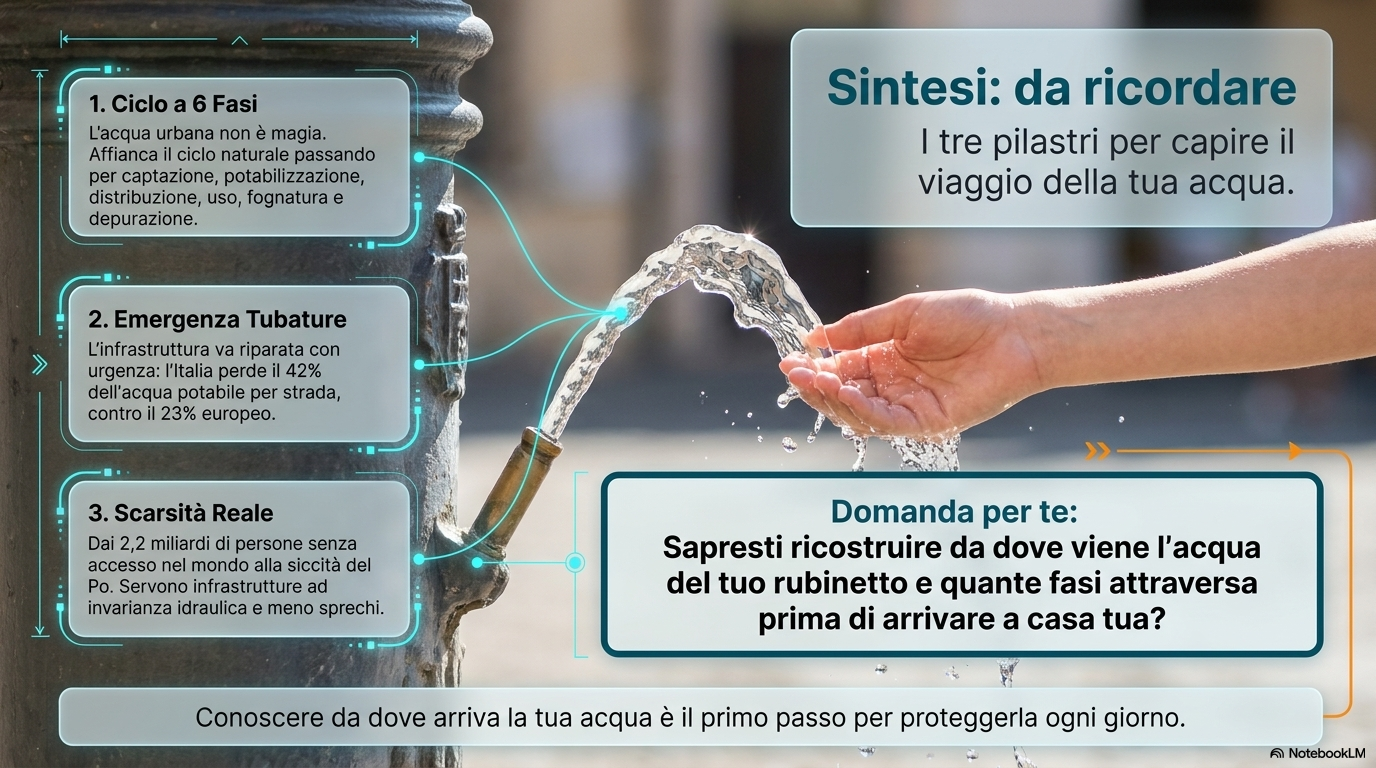 Sintesi: da ricordare
I tre pilastri per capire il
viaggio della tua acqua.
1. Ciclo a 6 Fasi
L'acqua urbana non è magia.
Affianca il ciclo naturale passando
per captazione, potabilizzazione,
distribuzione, uso, fognatura e
depurazione.
2. Emergenza Tubature
L'infrastruttura va riparata con
urgenza: l'Italia perde il 42%
dell'acqua potabile per strada,
contro il 23% europeo.
3. Scarsità Reale
Dai 2,2 miliardi di persone senza
accesso nel mondo alla siccità del
Po. Servono infrastrutture ad
invarianza idraulica e meno sprechi.
Domanda per te:
Sapresti ricostruire da dove viene l'acqua
del tuo rubinetto e quante fasi attraversa
prima di arrivare a casa tua?
Conoscere da dove arriva la tua acqua è il primo passo per proteggerla ogni giorno.
NotebookLM